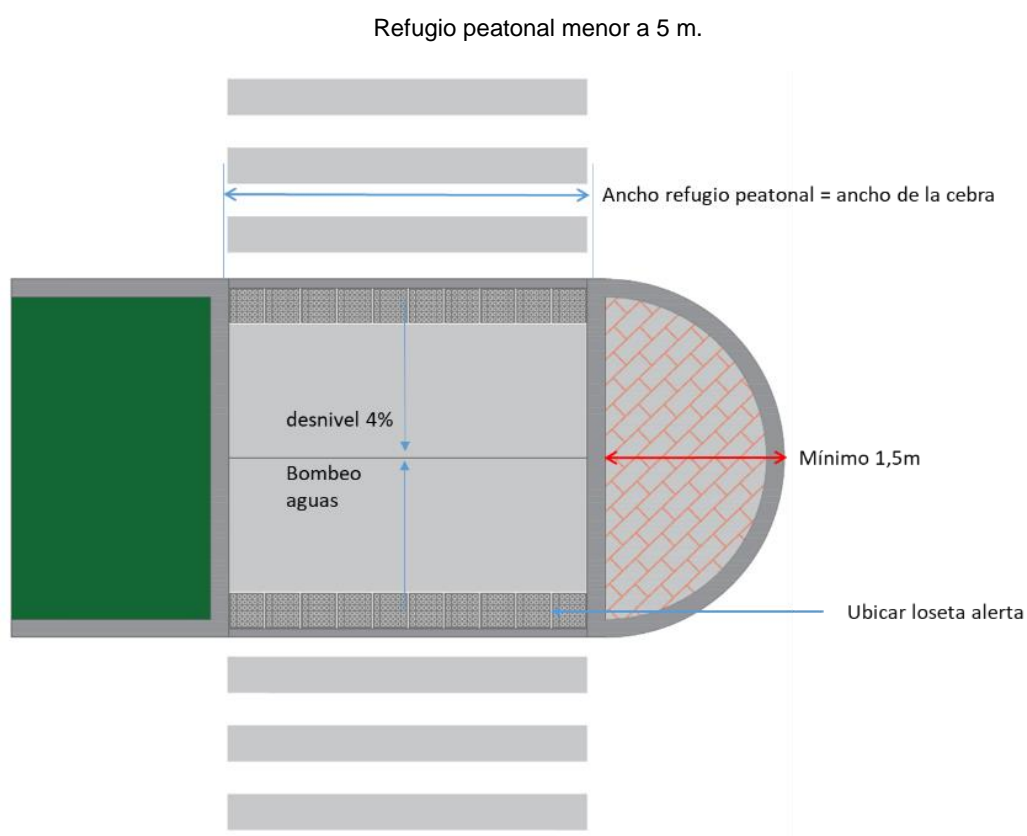 Refugio peatonal menor a 5 m.
Ancho refugio peatonal = ancho de la cebra
desnivel 4%
Mínimo 1,5m
Bombeo
aguas
Ubicar loseta alerta